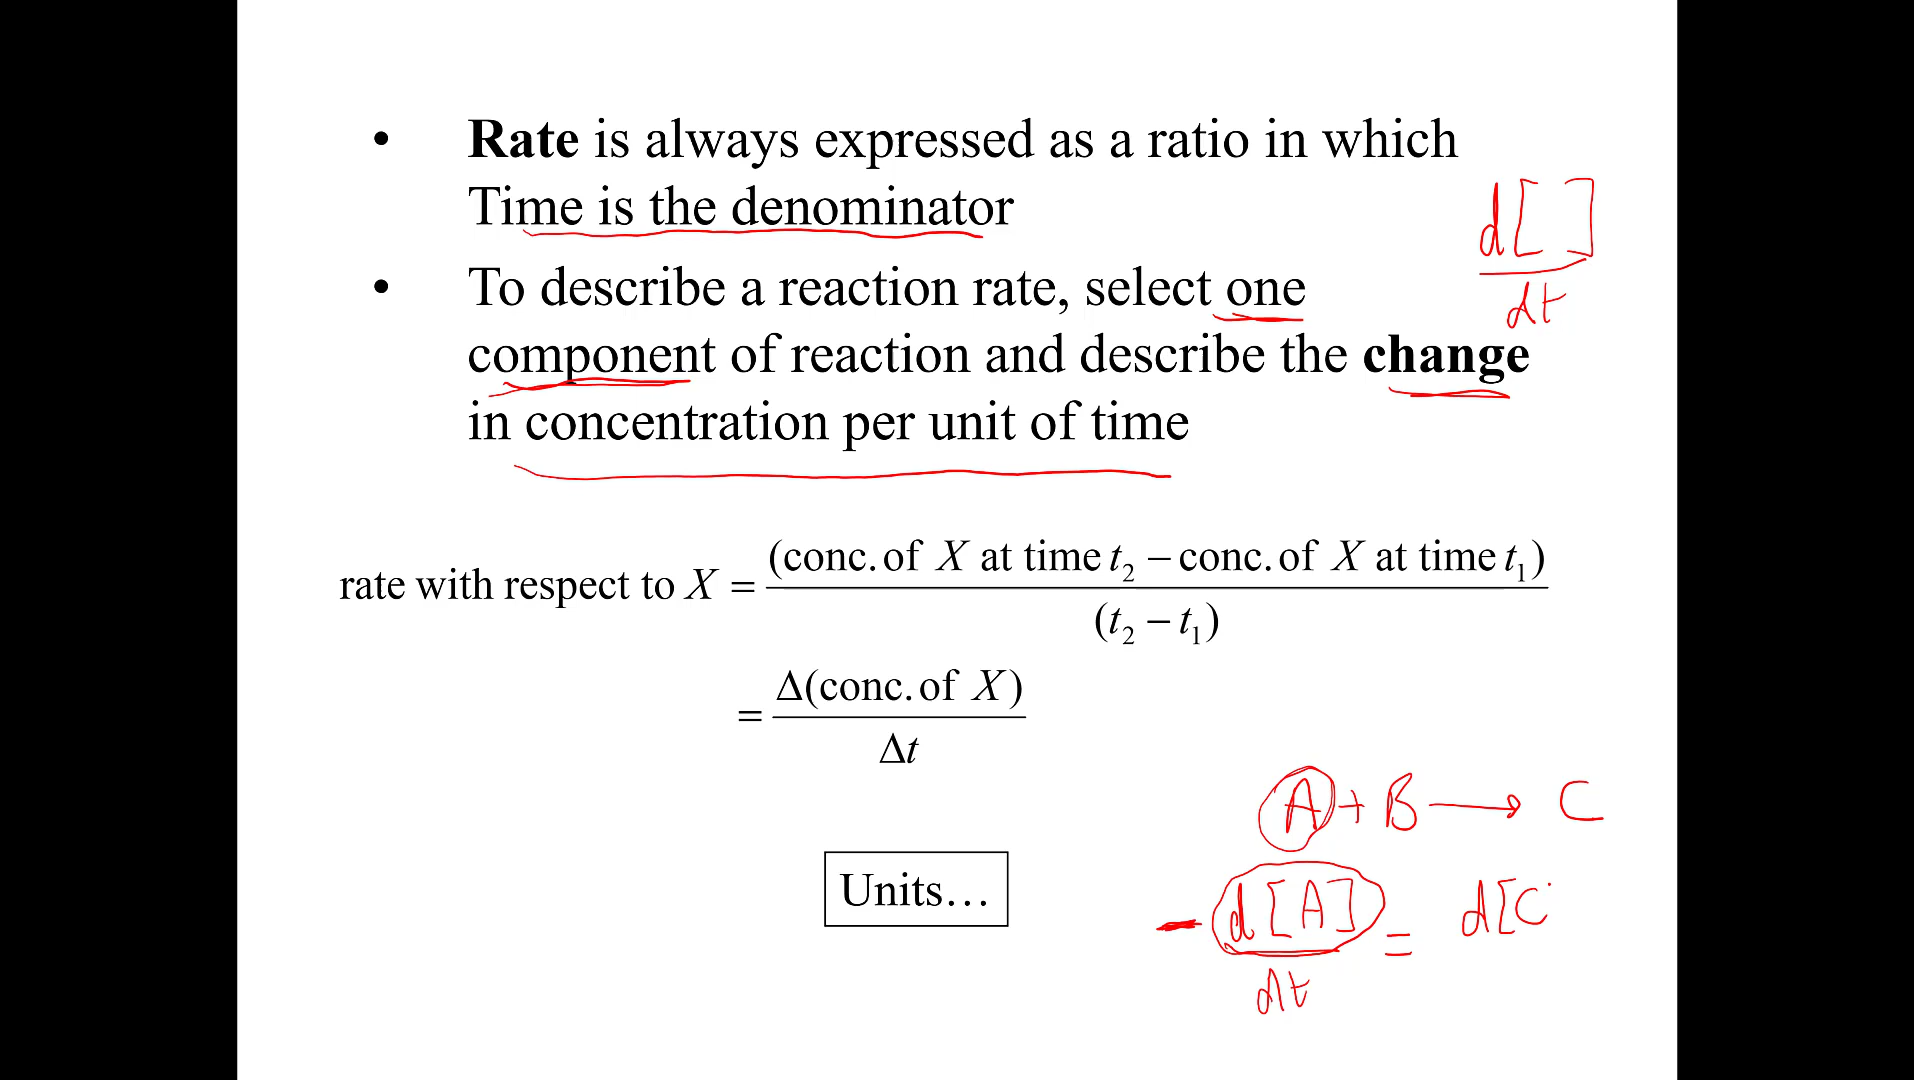 • Rate is always expressed as a ratio in which
Time is the denominator
d[ ]
dt
• To describe a reaction rate, select one
component of reaction and describe the change
in concentration per unit of time
rate with respect to X = (conc. of X at time t₂ − conc. of X at time t₁)
(t₂ − t₁)
= Δ(conc. of X)
Δt
A + B ⟶ C
Units…
- d[A] = d[C
dt